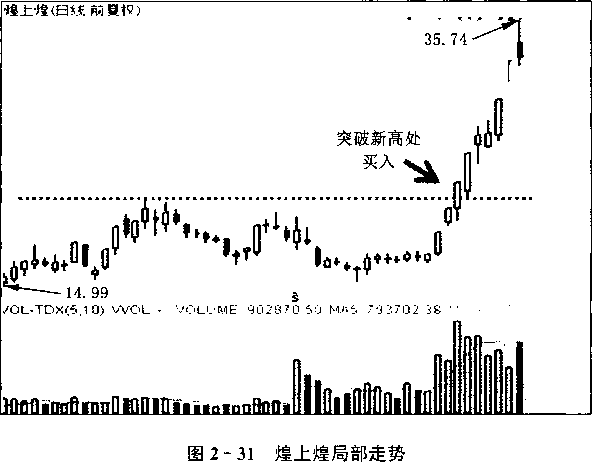 煌上煌(日线 前复权)
35.74
突破新高处
买入
14.99
VOL-TDX(5,10) VVOL - VOLUME 902870.50 MA5 793702.38
图2-31 煌上煌局部走势